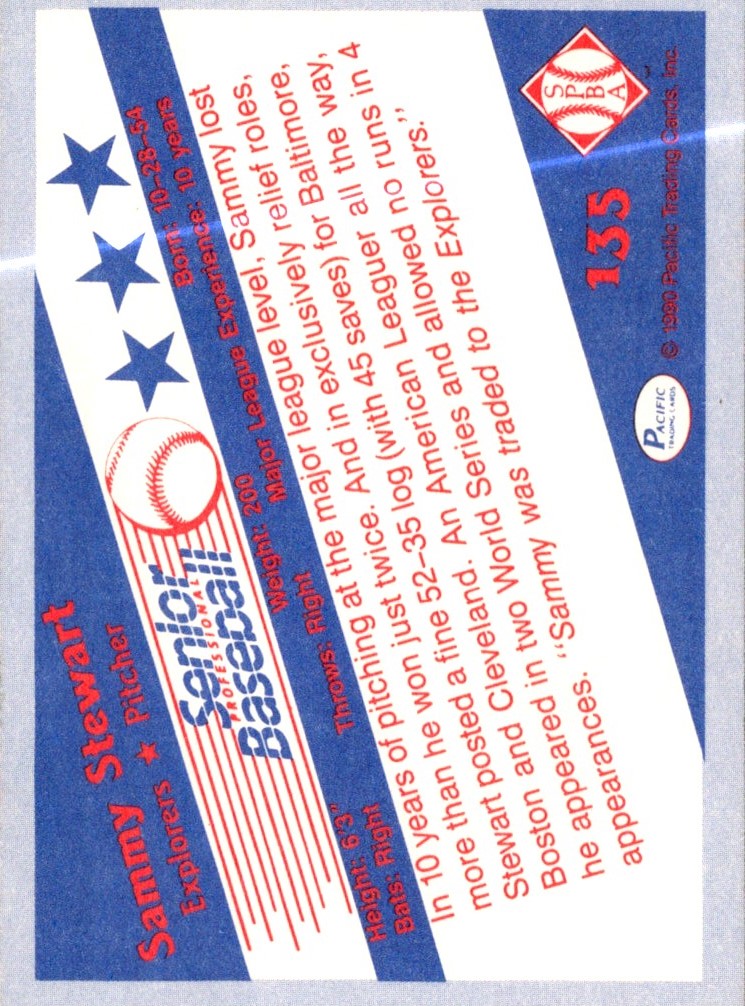 Sammy Stewart
Explorers ★ Pitcher
Senior
PROFESSIONAL
Baseball
Height: 6'3" Weight: 200 Born: 10-28-54
Bats: Right Throws: Right Major League Experience: 10 years
In 10 years of pitching at the major league level, Sammy lost
more than he won just twice. And in exclusively relief roles,
Stewart posted a fine 52–35 log (with 45 saves) for Baltimore,
Boston and Cleveland. An American Leaguer all the way,
he appeared in two World Series and allowed no runs in 4
appearances. “Sammy was traded to the Explorers.”
135
S
P
B
A
PACIFIC
TRADING CARDS
© 1990 Pacific Trading Cards, Inc.